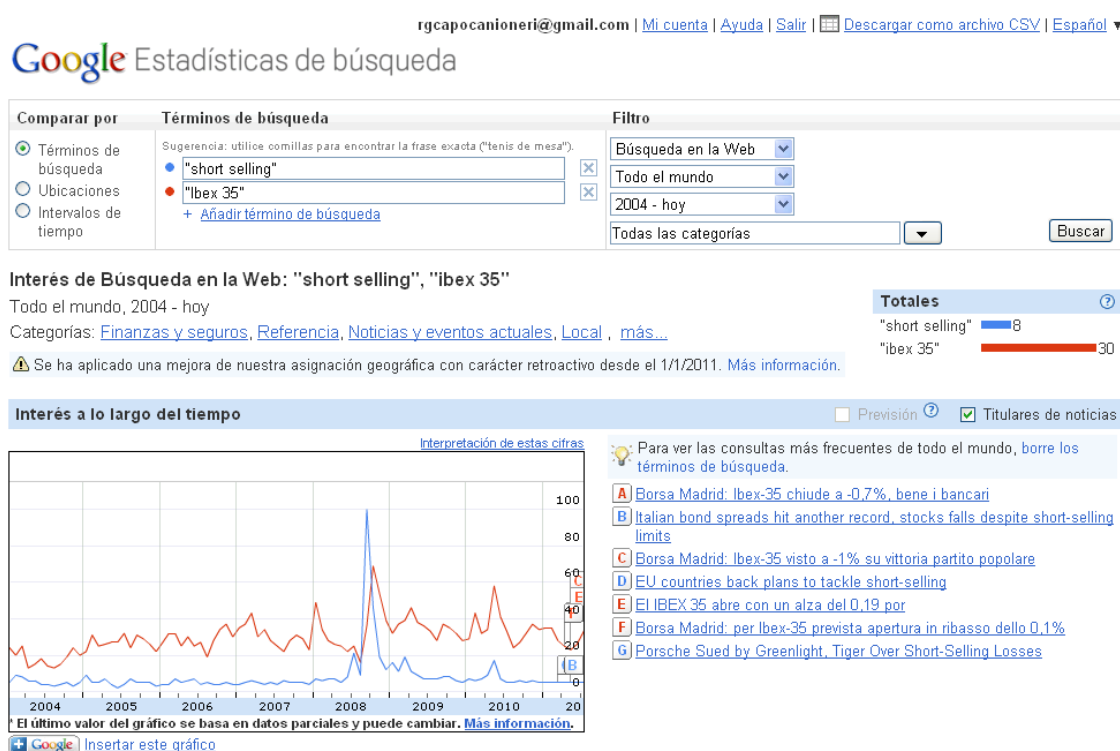 rgcapocanioneri@gmail.com | Mi cuenta | Ayuda | Salir | Descargar como archivo CSV | Español ▼
Google Estadísticas de búsqueda
Comparar por
Términos de búsqueda
Filtro
Términos de búsqueda
Ubicaciones
Intervalos de tiempo
Sugerencia: utilice comillas para encontrar la frase exacta ("tenis de mesa").
"short selling"
"Ibex 35"
+ Añadir término de búsqueda
Búsqueda en la Web
Todo el mundo
2004 - hoy
Todas las categorías
Buscar
Interés de Búsqueda en la Web: "short selling", "ibex 35"
Todo el mundo, 2004 - hoy
Categorías: Finanzas y seguros, Referencia, Noticias y eventos actuales, Local , más...
Se ha aplicado una mejora de nuestra asignación geográfica con carácter retroactivo desde el 1/1/2011. Más información.
Totales ?
"short selling" 8
"ibex 35" 30
Interés a lo largo del tiempo
Previsión ? Titulares de noticias
Interpretación de estas cifras
100
80
60
40
20
0
C
E
F
B
2004 2005 2006 2007 2008 2009 2010 20
* El último valor del gráfico se basa en datos parciales y puede cambiar. Más información.
Google Insertar este gráfico
Para ver las consultas más frecuentes de todo el mundo, borre los
términos de búsqueda.
A Borsa Madrid: Ibex-35 chiude a -0,7%, bene i bancari
B Italian bond spreads hit another record, stocks falls despite short-selling
limits
C Borsa Madrid: Ibex-35 visto a -1% su vittoria partito popolare
D EU countries back plans to tackle short-selling
E El IBEX 35 abre con un alza del 0,19 por
F Borsa Madrid: per Ibex-35 prevista apertura in ribasso dello 0,1%
G Porsche Sued by Greenlight, Tiger Over Short-Selling Losses